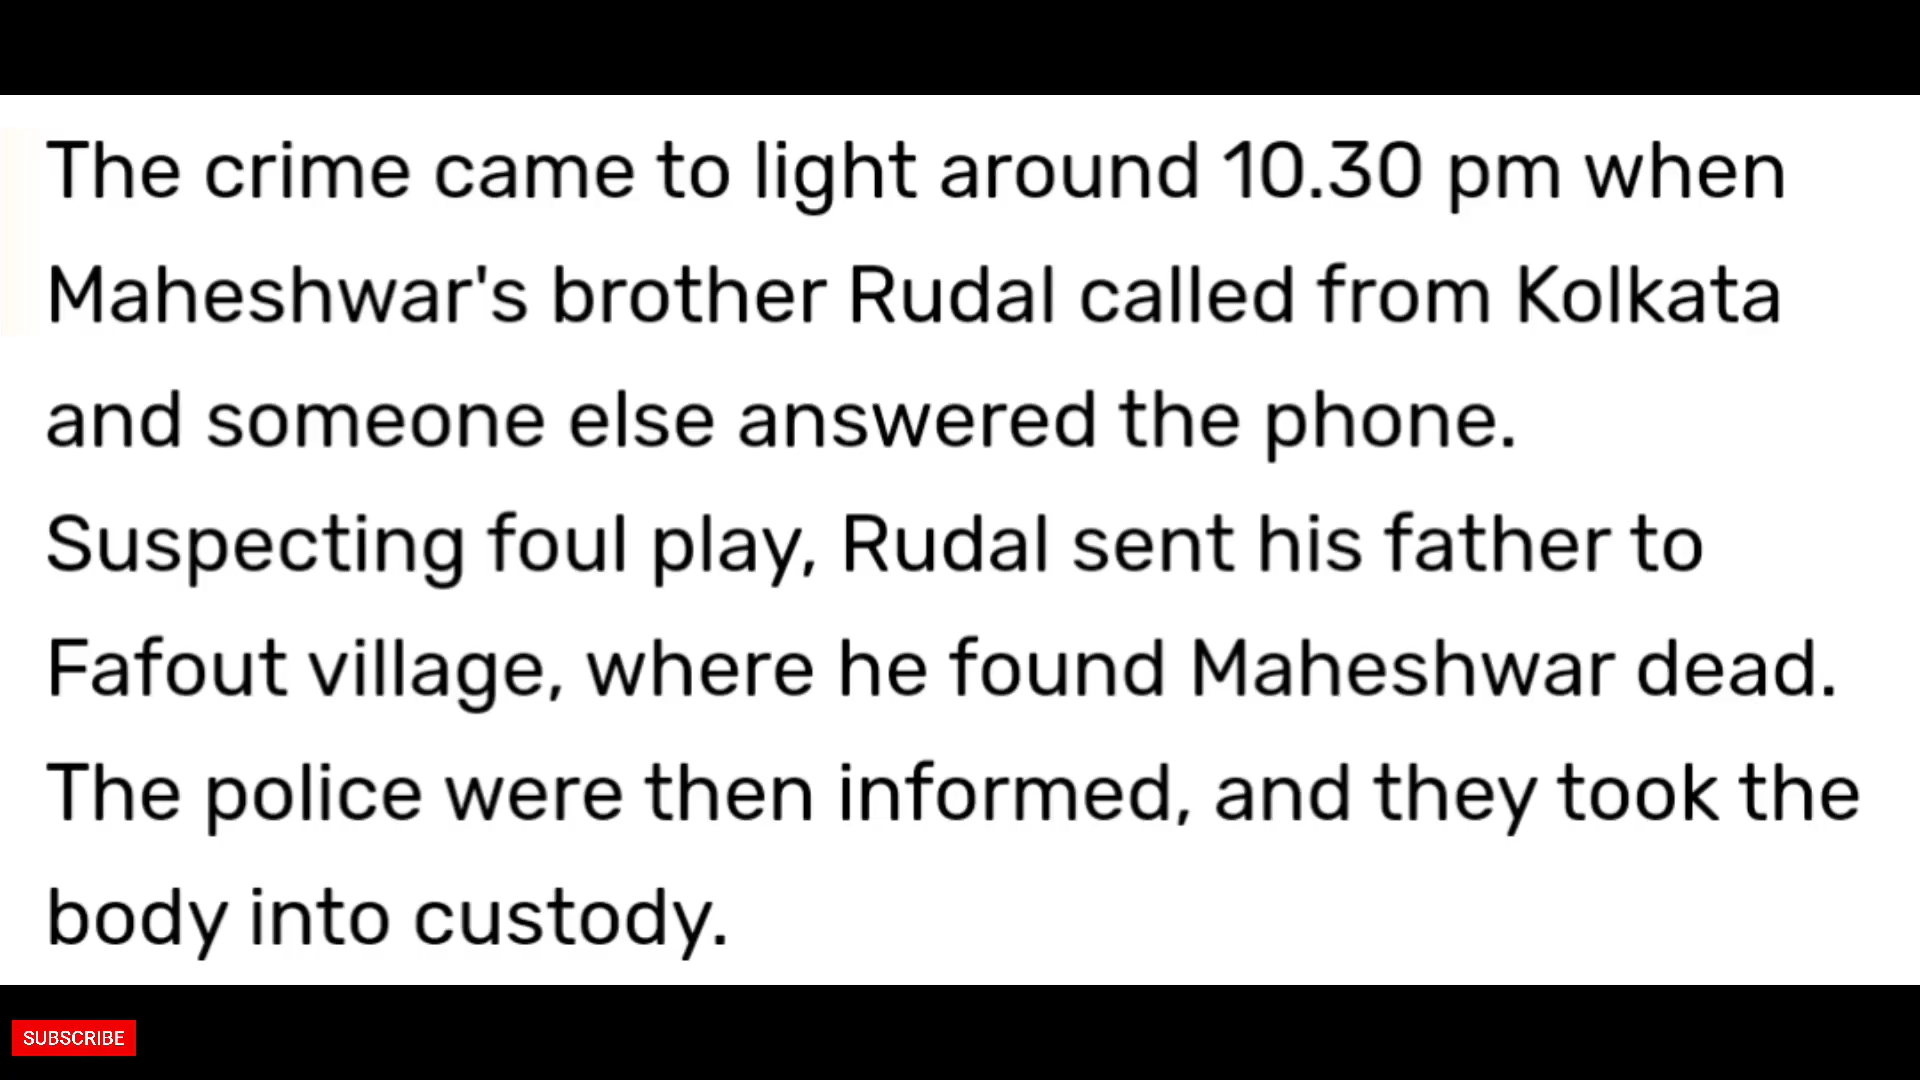 The crime came to light around 10.30 pm when
Maheshwar's brother Rudal called from Kolkata
and someone else answered the phone.
Suspecting foul play, Rudal sent his father to
Fafout village, where he found Maheshwar dead.
The police were then informed, and they took the
body into custody.
SUBSCRIBE